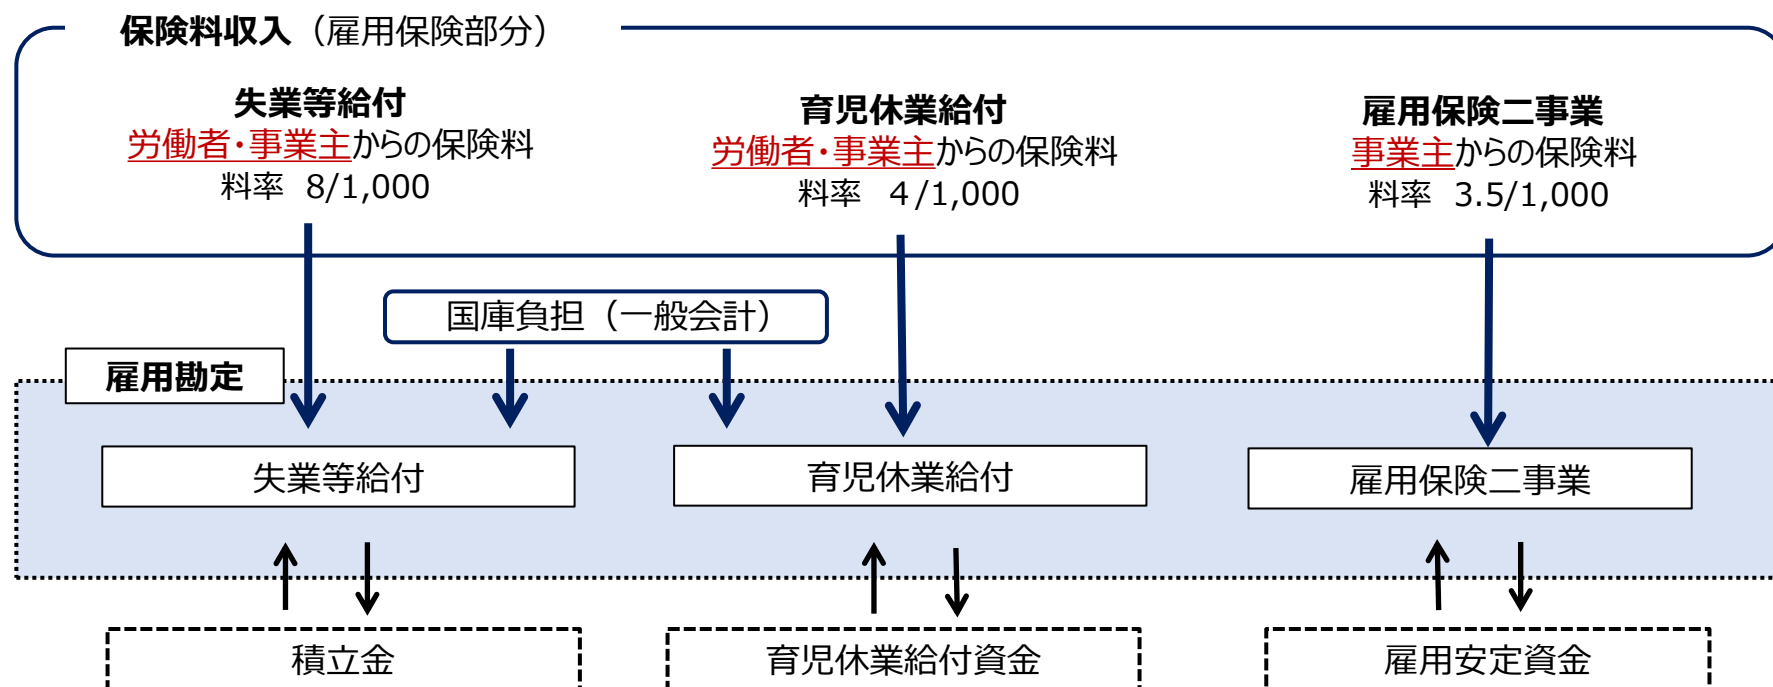 保険料収入（雇用保険部分）
失業等給付
労働者・事業主からの保険料
料率 8/1,000
育児休業給付
労働者・事業主からの保険料
料率 ４/1,000
雇用保険二事業
事業主からの保険料
料率 3.5/1,000
国庫負担（一般会計）
雇用勘定
失業等給付
育児休業給付
雇用保険二事業
積立金
育児休業給付資金
雇用安定資金